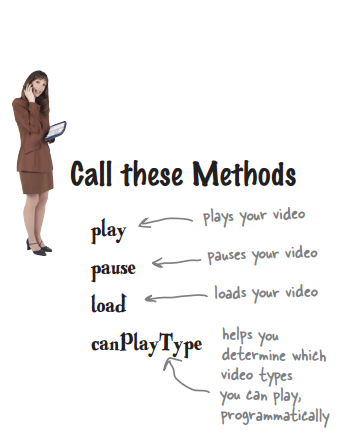 Call these Methods
play
plays your video
pause
pauses your video
load
loads your video
canPlayType
helps you
determine which
video types
you can play,
programmatically